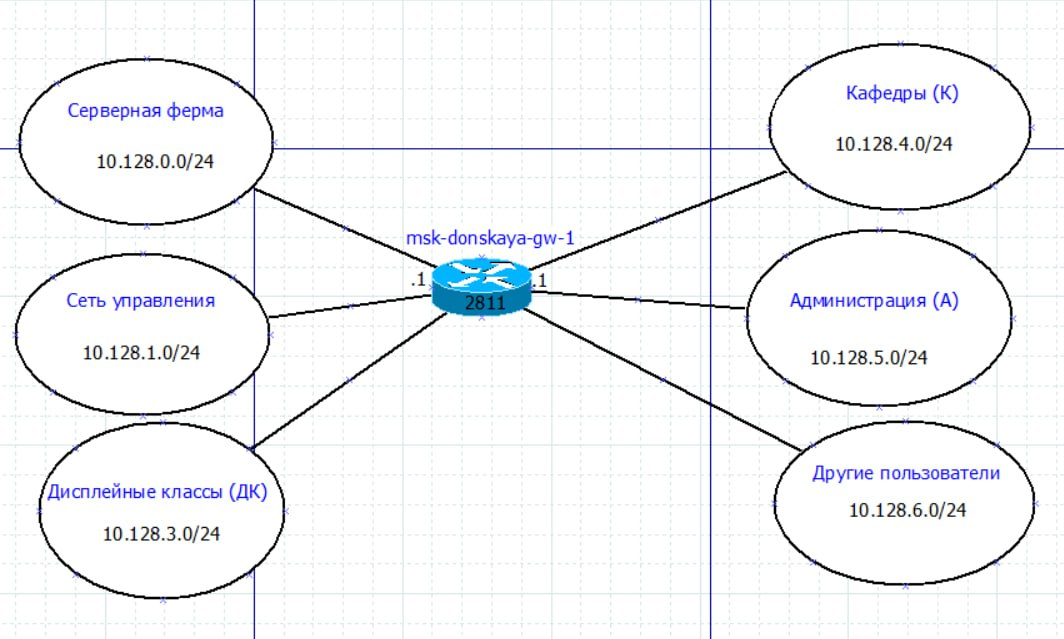 Серверная ферма
10.128.0.0/24
Кафедры (К)
10.128.4.0/24
msk-donskaya-gw-1
.1
.1
2811
Сеть управления
10.128.1.0/24
Администрация (А)
10.128.5.0/24
Дисплейные классы (ДК)
10.128.3.0/24
Другие пользователи
10.128.6.0/24